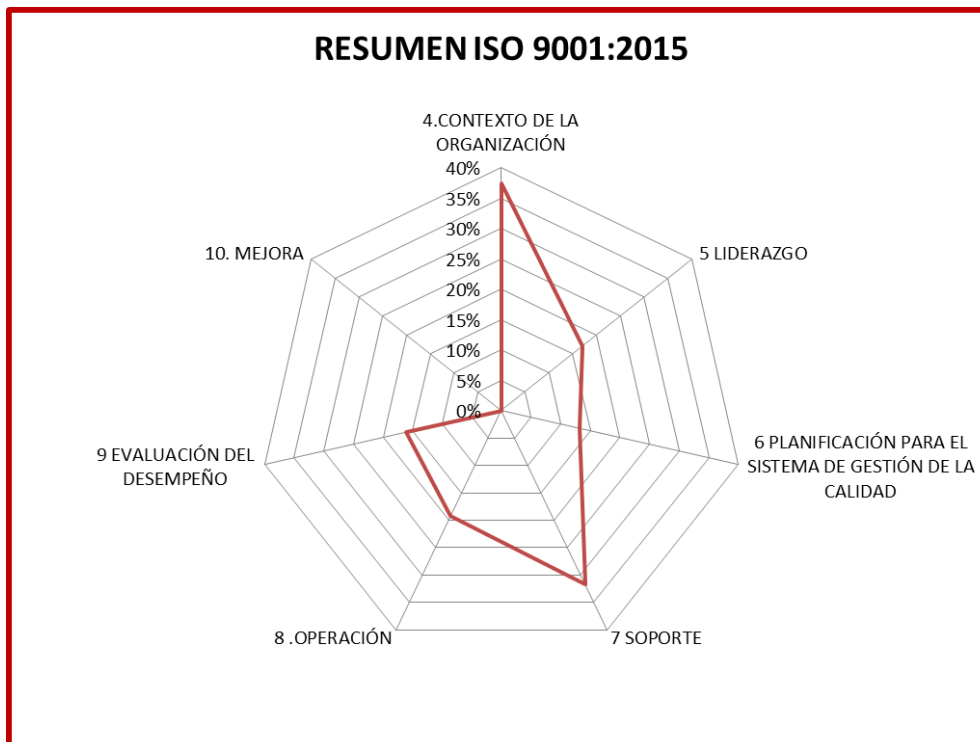 RESUMEN ISO 9001:2015
4.CONTEXTO DE LA
ORGANIZACIÓN
40%
35%
30%
25%
20%
15%
10%
5%
0%
5 LIDERAZGO
6 PLANIFICACIÓN PARA EL
SISTEMA DE GESTIÓN DE LA
CALIDAD
7 SOPORTE
8 .OPERACIÓN
9 EVALUACIÓN DEL
DESEMPEÑO
10. MEJORA